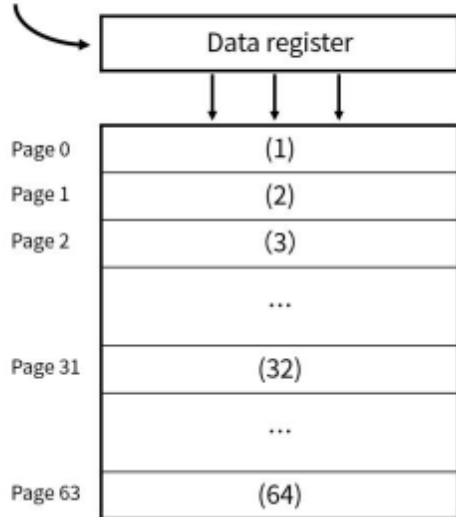 Data register
Page 0 (1)
Page 1 (2)
Page 2 (3)
...
Page 31 (32)
...
Page 63 (64)